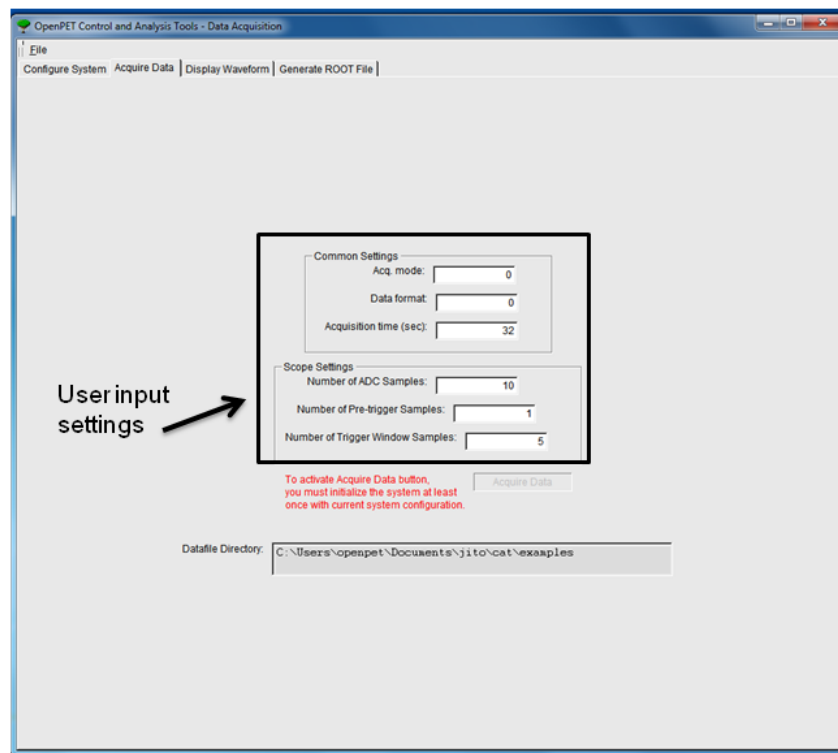 OpenPET Control and Analysis Tools - Data Acquisition
File
Configure System Acquire Data Display Waveform Generate ROOT File
Common Settings
Acq. mode: 0
Data format: 0
Acquisition time (sec): 32
Scope Settings
Number of ADC Samples: 10
Number of Pre-trigger Samples: 1
Number of Trigger Window Samples: 5
User input
settings
To activate Acquire Data button,
you must initialize the system at least
once with current system configuration.
Acquire Data
Datafile Directory: C:\Users\openpet\Documents\jito\cat\examples